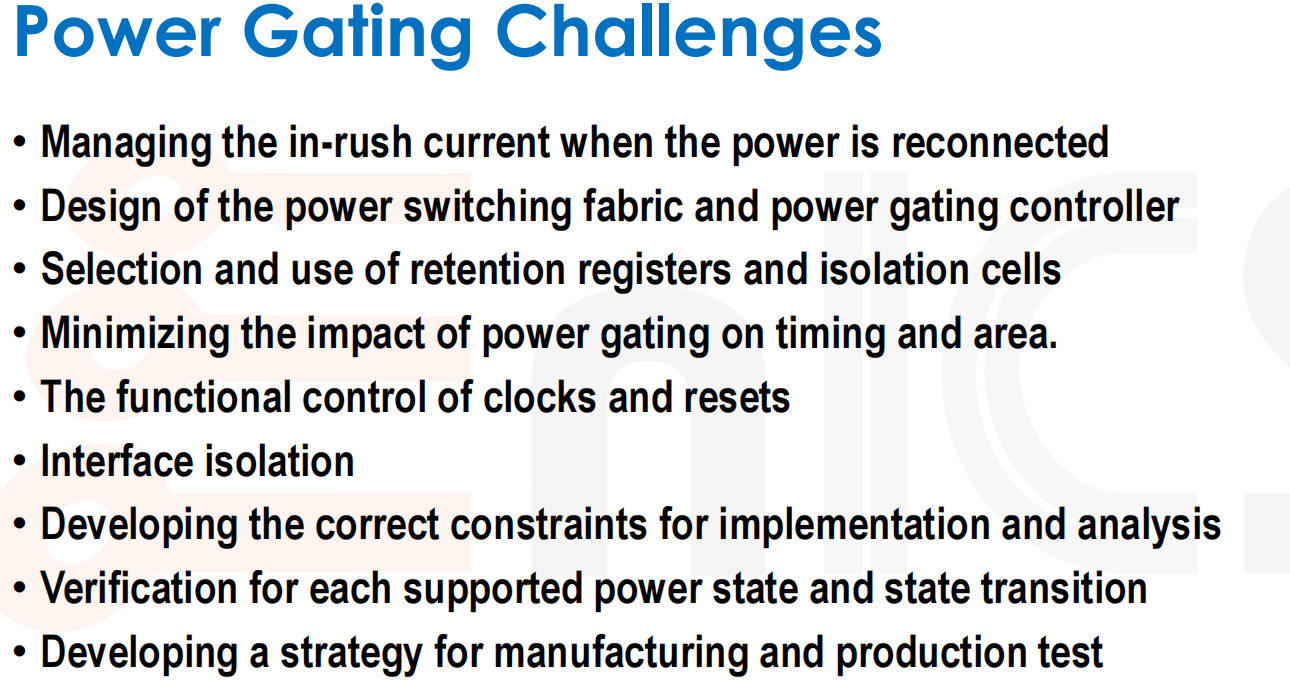 Power Gating Challenges
• Managing the in-rush current when the power is reconnected
• Design of the power switching fabric and power gating controller
• Selection and use of retention registers and isolation cells
• Minimizing the impact of power gating on timing and area.
• The functional control of clocks and resets
• Interface isolation
• Developing the correct constraints for implementation and analysis
• Verification for each supported power state and state transition
• Developing a strategy for manufacturing and production test